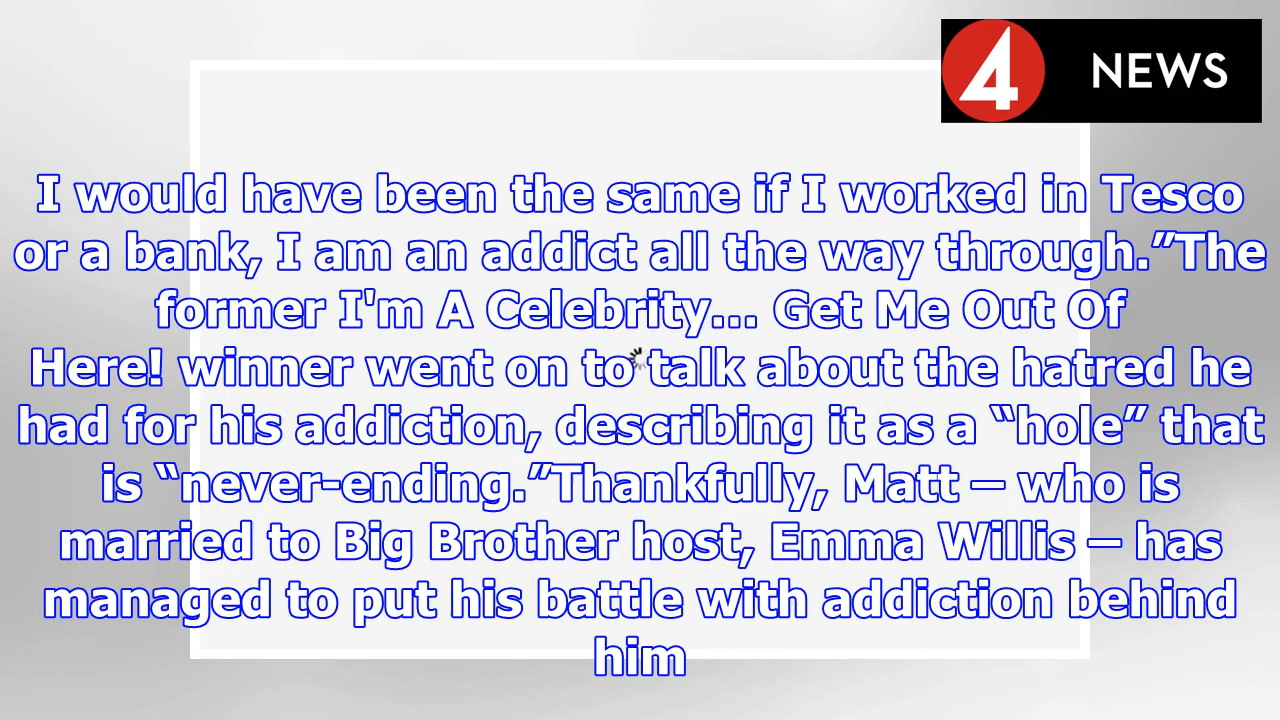 4 NEWS
I would have been the same if I worked in Tesco
or a bank, I am an addict all the way through.”The
former I'm A Celebrity... Get Me Out Of
Here! winner went on to talk about the hatred he
had for his addiction, describing it as a “hole” that
is “never-ending.”Thankfully, Matt – who is
married to Big Brother host, Emma Willis – has
managed to put his battle with addiction behind
him